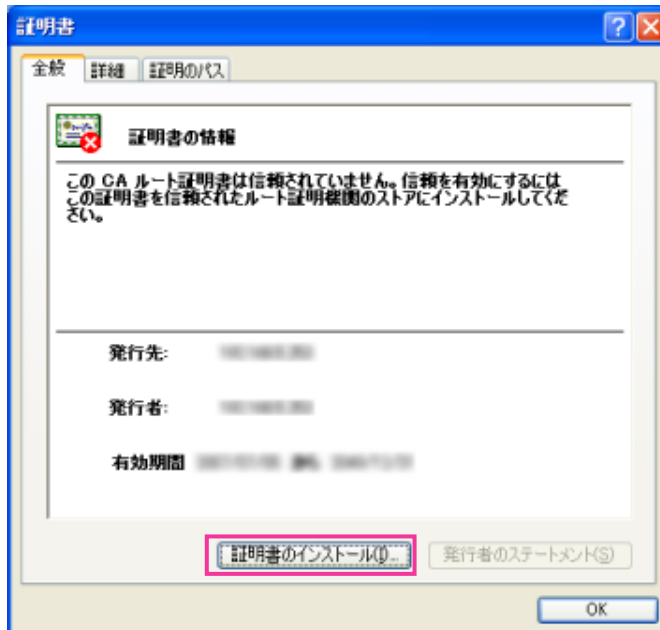 証明書
全般 詳細 証明のパス
証明書の情報
この CA ルート証明書は信頼されていません。信頼を有効にするには
この証明書を信頼されたルート証明機関のストアにインストールしてくだ
さい。
発行先:
発行者:
有効期間 から
証明書のインストール(I)... 発行者のステートメント(S)
OK